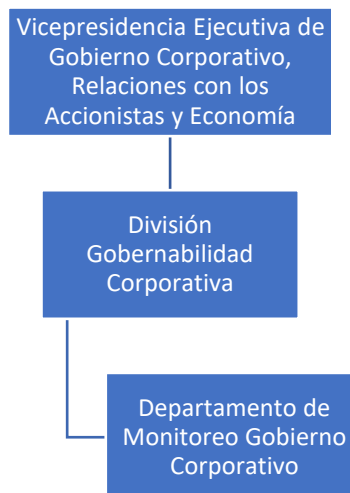 Vicepresidencia Ejecutiva de
Gobierno Corporativo,
Relaciones con los
Accionistas y Economía
División
Gobernabilidad
Corporativa
Departamento de
Monitoreo Gobierno
Corporativo